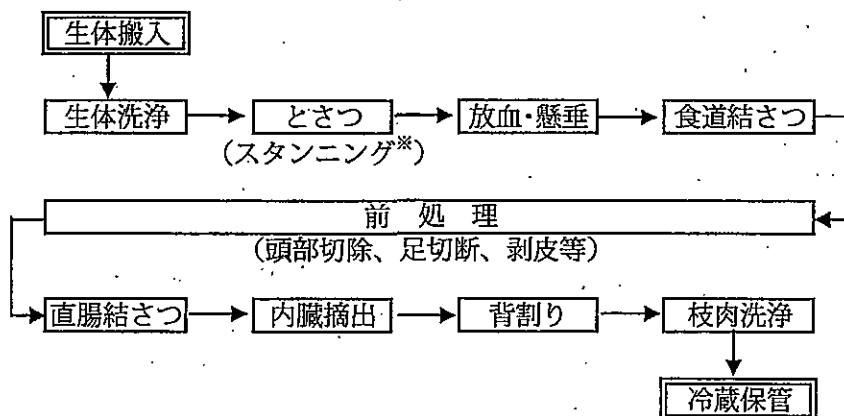 生体搬入
生体洗浄 とさつ 放血・懸垂 食道結さつ
(スタンニング※)
前処理
(頭部切除、足切断、剥皮等)
直腸結さつ 内臓摘出 背割り 枝肉洗浄
冷蔵保管